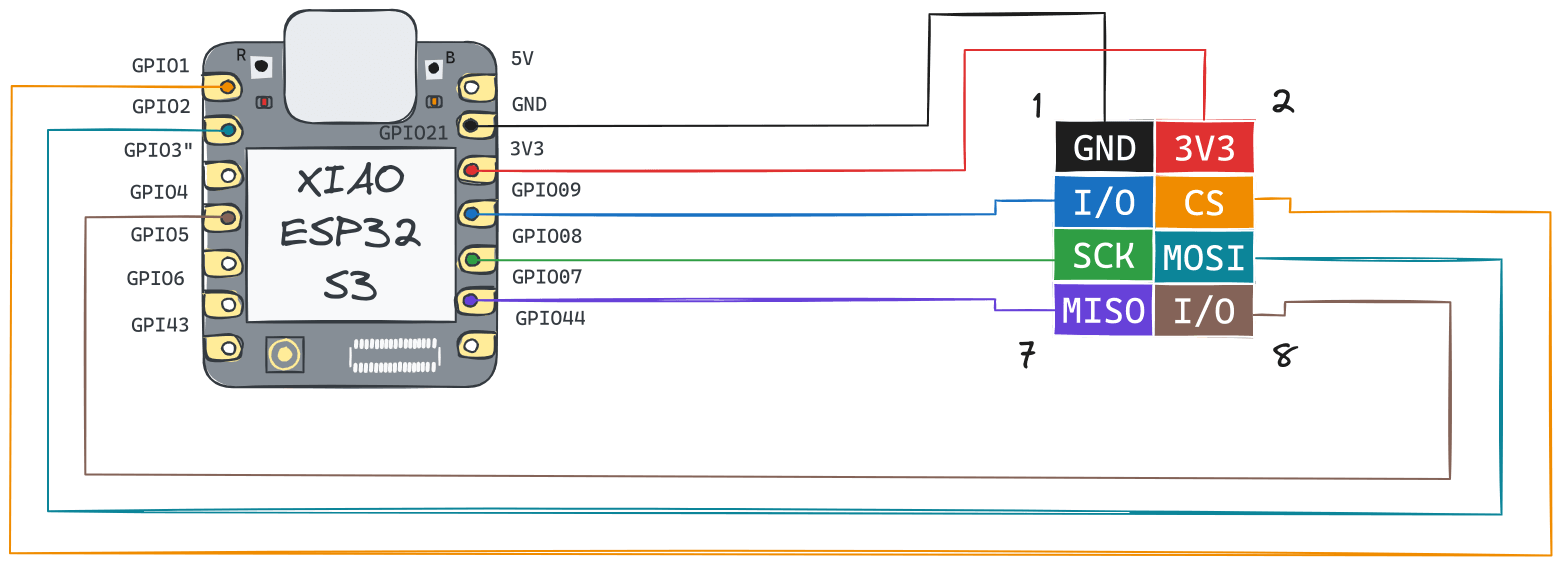 R
B
GPIO1
GPIO2
GPIO3"
GPIO4
GPIO5
GPIO6
GPI43
GPIO21
XIAO
ESP32
S3
5V
GND
3V3
GPIO09
GPIO08
GPIO07
GPIO44
1
2
GND 3V3
I/O CS
SCK MOSI
MISO I/O
7
8